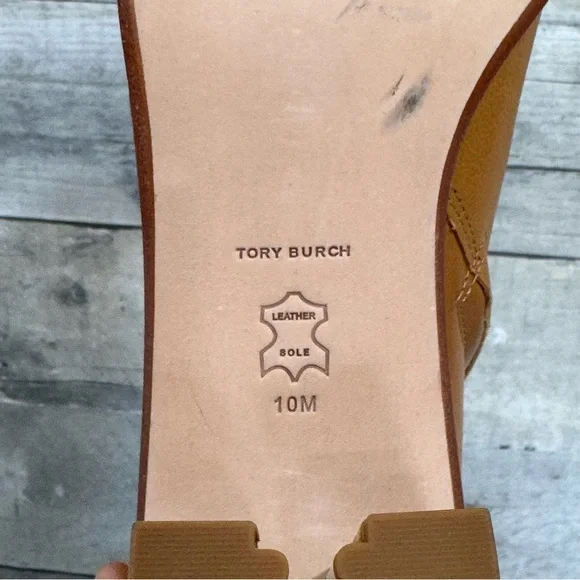 TORY BURCH
LEATHER
SOLE
10M